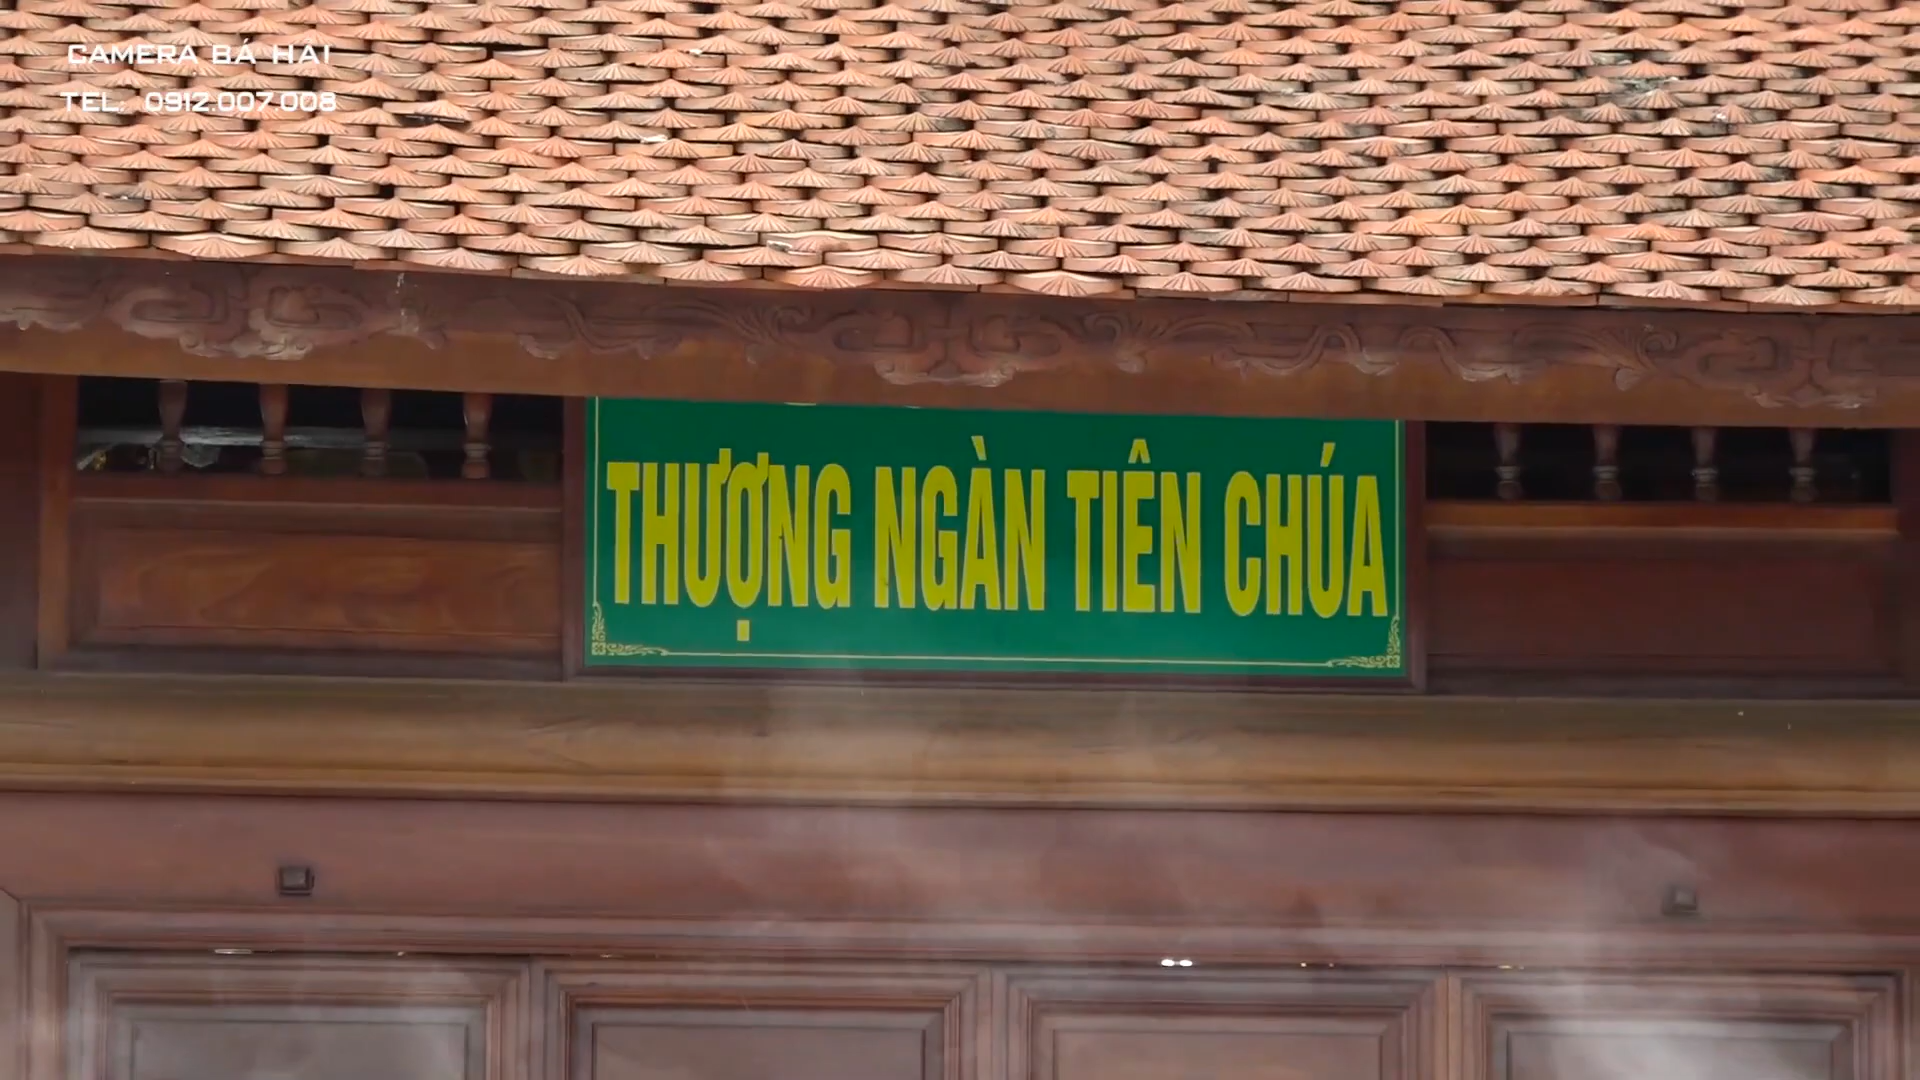 CAMERA BÁ HẢI
TEL: 0912.007.008
THƯỢNG NGÀN TIÊN CHÚA